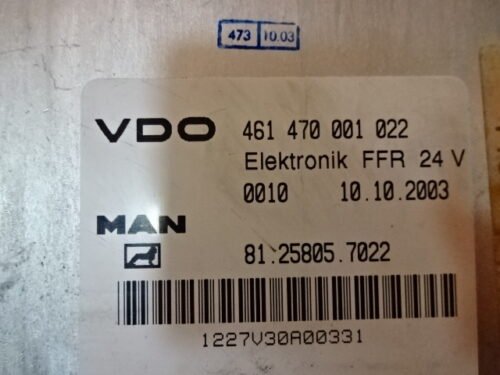 473 10.03
VDO 461 470 001 022
Elektronik FFR 24 V
0010 10.10.2003
MAN
81.25805.7022
1227V30A00331